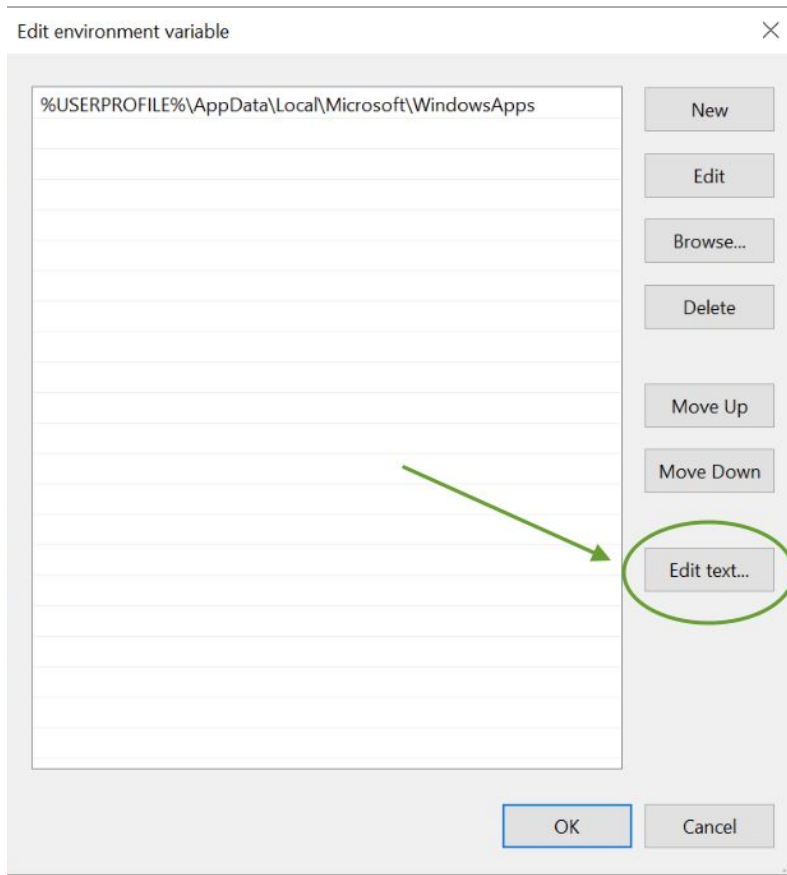 Edit environment variable
%USERPROFILE%\AppData\Local\Microsoft\WindowsApps
New
Edit
Browse...
Delete
Move Up
Move Down
Edit text...
OK
Cancel